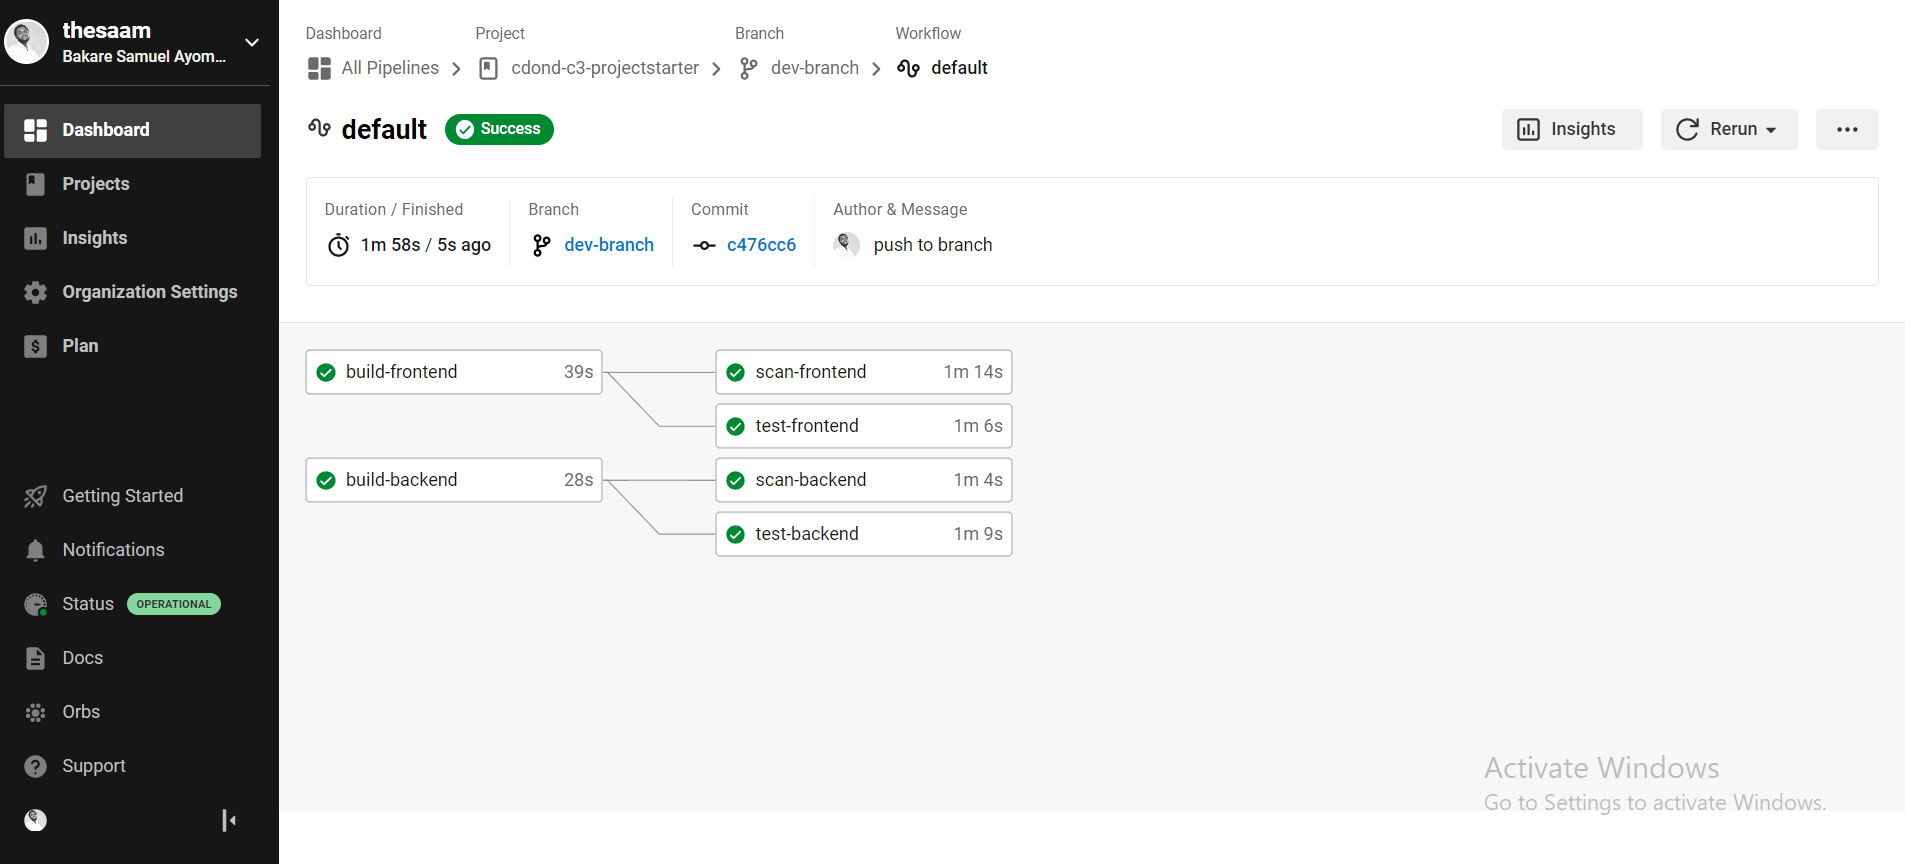 thesaam
Bakare Samuel Ayom...
Dashboard
Projects
Insights
Organization Settings
Plan
Getting Started
Notifications
Status OPERATIONAL
Docs
Orbs
Support
Dashboard Project Branch Workflow
All Pipelines cdond-c3-projectstarter dev-branch default
default Success
Insights Rerun
Duration / Finished Branch Commit Author & Message
1m 58s / 5s ago dev-branch c476cc6 push to branch
build-frontend 39s scan-frontend 1m 14s
test-frontend 1m 6s
build-backend 28s scan-backend 1m 4s
test-backend 1m 9s
Activate Windows
Go to Settings to activate Windows.